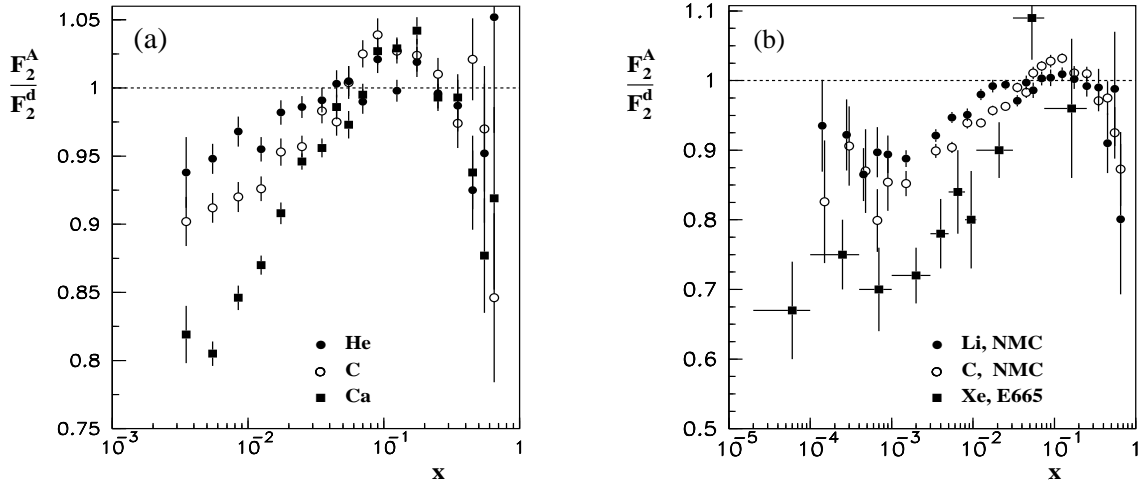 (a)
F₂ᴬ
F₂ᵈ
1.05
1
0.95
0.9
0.85
0.8
0.75
He
C
Ca
10⁻³
10⁻²
10⁻¹
1
x
(b)
F₂ᴬ
F₂ᵈ
1.1
1
0.9
0.8
0.7
0.6
0.5
Li, NMC
C, NMC
Xe, E665
10⁻⁵
10⁻⁴
10⁻³
10⁻²
10⁻¹
1
x